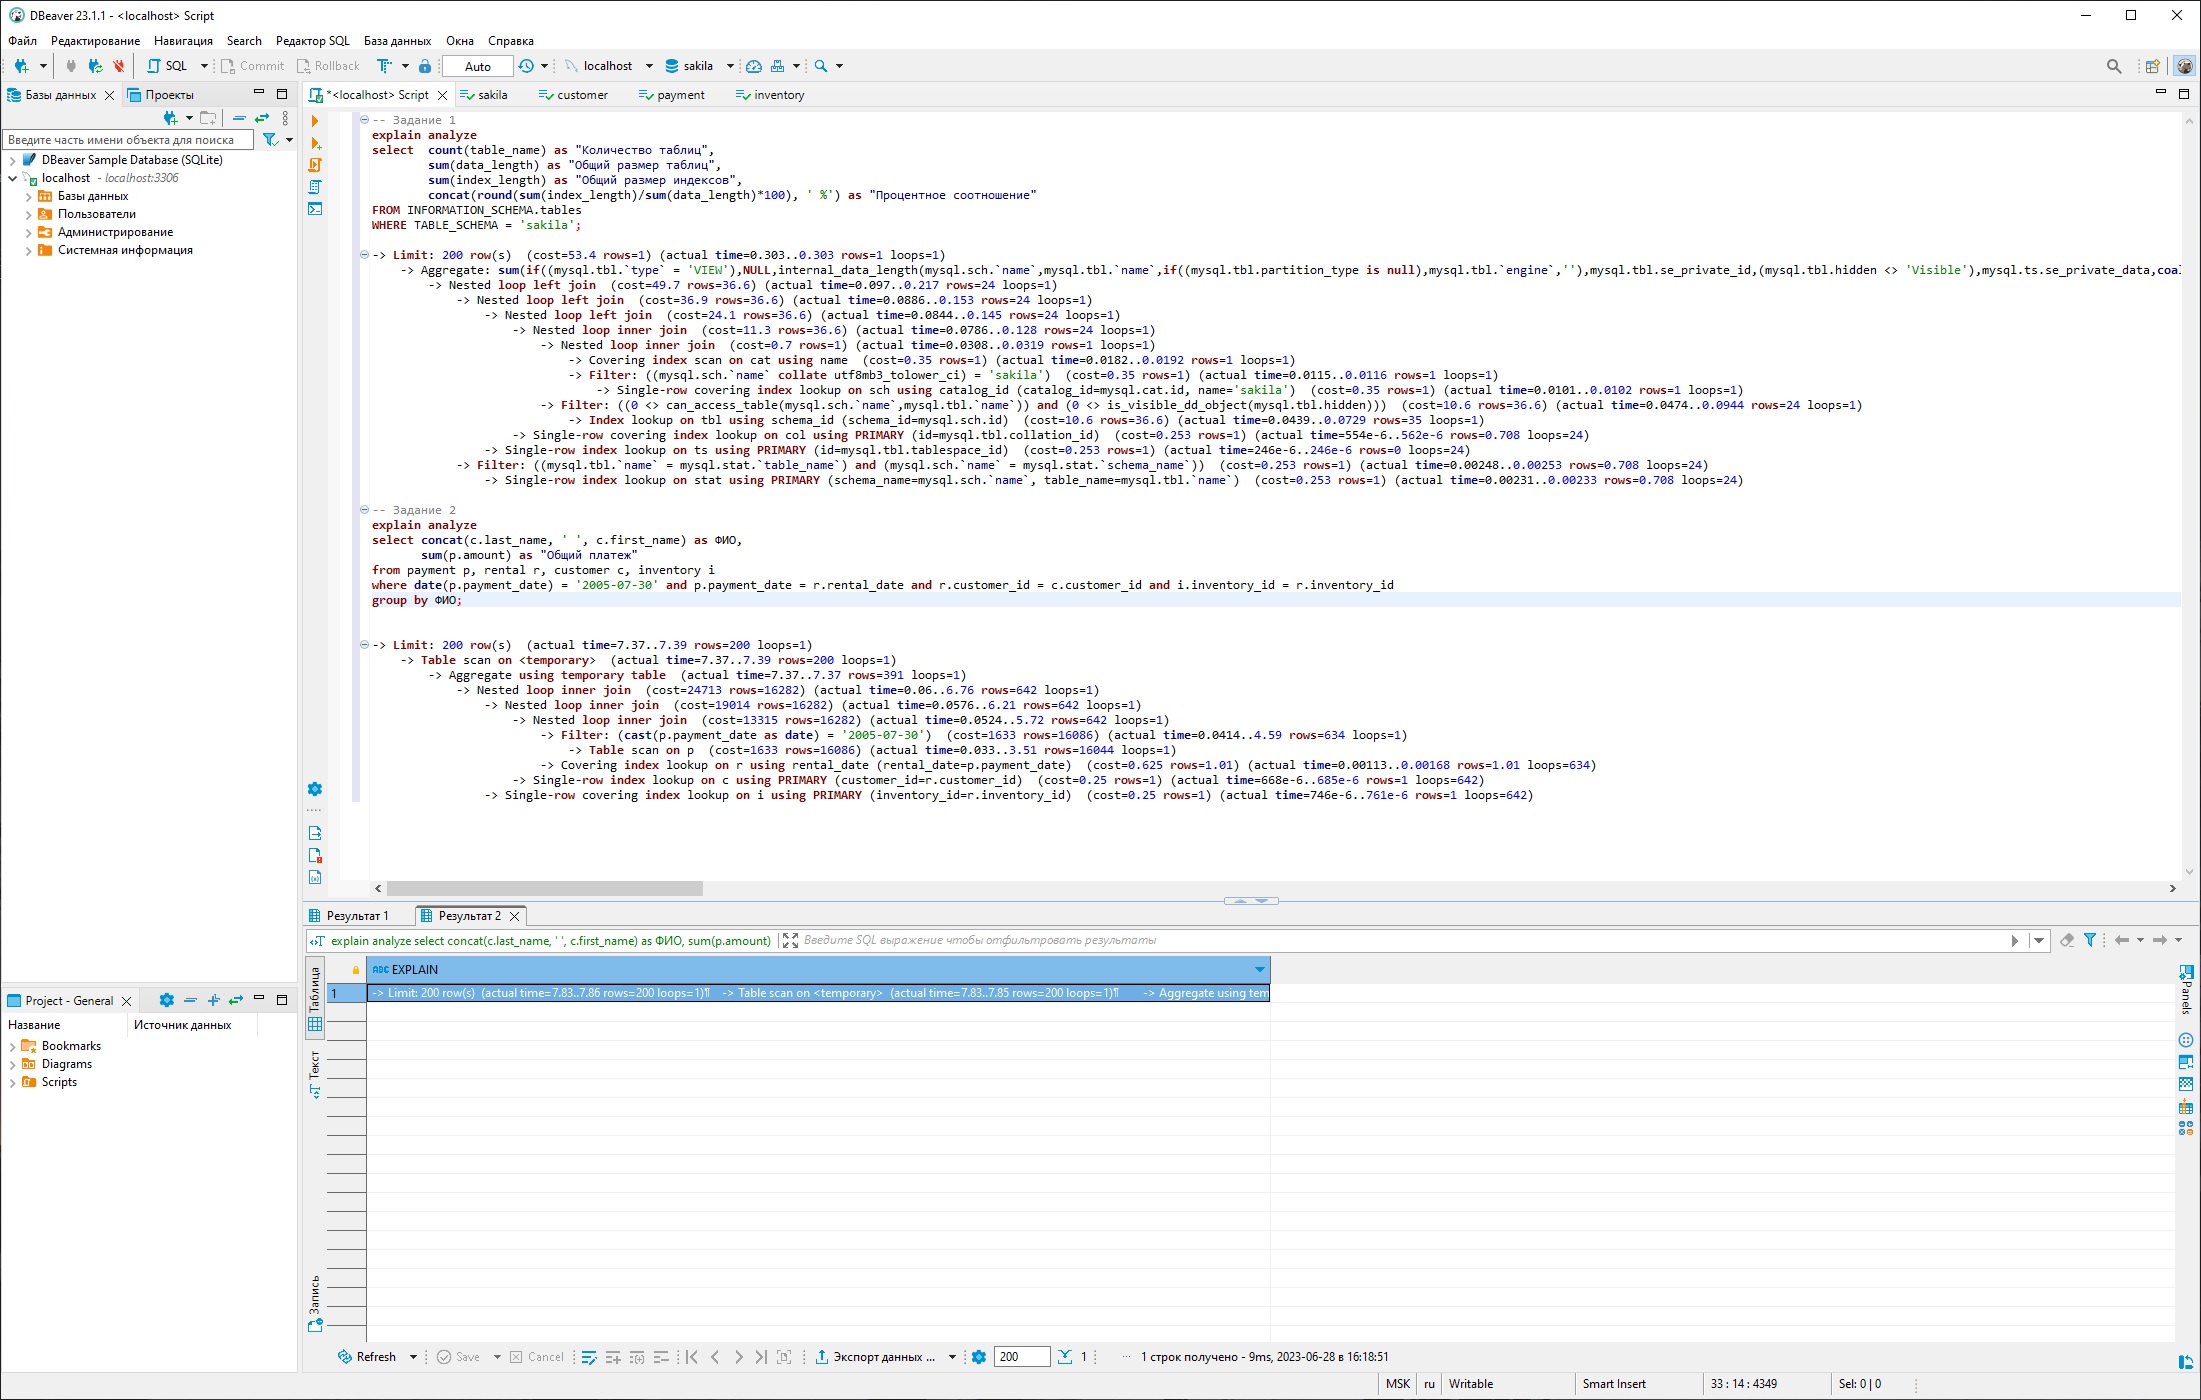 DBeaver 23.1.1 - <localhost> Script
Файл Редактирование Навигация Search Редактор SQL База данных Окна Справка
SQL Commit Rollback Auto localhost sakila
Базы данных Проекты
Введите часть имени объекта для поиска
DBeaver Sample Database (SQLite)
localhost - localhost:3306
Базы данных
Пользователи
Администрирование
Системная информация
Project - General
Название Источник данных
Bookmarks
Diagrams
Scripts
*<localhost> Script sakila customer payment inventory
-- Задание 1
explain analyze
select  count(table_name) as "Количество таблиц",
sum(data_length) as "Общий размер таблиц",
sum(index_length) as "Общий размер индексов",
concat(round(sum(index_length)/sum(data_length)*100), ' %') as "Процентное соотношение"
FROM INFORMATION_SCHEMA.tables
WHERE TABLE_SCHEMA = 'sakila';
-> Limit: 200 row(s)  (cost=53.4 rows=1) (actual time=0.303..0.303 rows=1 loops=1)
-> Aggregate: sum(if((mysql.tbl.`type` = 'VIEW'),NULL,internal_data_length(mysql.sch.`name`,mysql.tbl.`name`,if((mysql.tbl.partition_type is null),mysql.tbl.`engine`,''),mysql.tbl.se_private_id,(mysql.tbl.hidden <> 'Visible'),mysql.ts.se_private_data,coal
-> Nested loop left join  (cost=49.7 rows=36.6) (actual time=0.097..0.217 rows=24 loops=1)
-> Nested loop left join  (cost=36.9 rows=36.6) (actual time=0.0886..0.153 rows=24 loops=1)
-> Nested loop left join  (cost=24.1 rows=36.6) (actual time=0.0844..0.145 rows=24 loops=1)
-> Nested loop inner join  (cost=11.3 rows=36.6) (actual time=0.0786..0.128 rows=24 loops=1)
-> Nested loop inner join  (cost=0.7 rows=1) (actual time=0.0308..0.0319 rows=1 loops=1)
-> Covering index scan on cat using name  (cost=0.35 rows=1) (actual time=0.0182..0.0192 rows=1 loops=1)
-> Filter: ((mysql.sch.`name` collate utf8mb3_tolower_ci) = 'sakila')  (cost=0.35 rows=1) (actual time=0.0115..0.0116 rows=1 loops=1)
-> Single-row covering index lookup on sch using catalog_id (catalog_id=mysql.cat.id, name='sakila')  (cost=0.35 rows=1) (actual time=0.0101..0.0102 rows=1 loops=1)
-> Filter: ((0 <> can_access_table(mysql.sch.`name`,mysql.tbl.`name`)) and (0 <> is_visible_dd_object(mysql.tbl.hidden)))  (cost=10.6 rows=36.6) (actual time=0.0474..0.0944 rows=24 loops=1)
-> Index lookup on tbl using schema_id (schema_id=mysql.sch.id)  (cost=10.6 rows=36.6) (actual time=0.0439..0.0729 rows=35 loops=1)
-> Single-row covering index lookup on col using PRIMARY (id=mysql.tbl.collation_id)  (cost=0.253 rows=1) (actual time=554e-6..562e-6 rows=0.708 loops=24)
-> Single-row index lookup on ts using PRIMARY (id=mysql.tbl.tablespace_id)  (cost=0.253 rows=1) (actual time=246e-6..246e-6 rows=0 loops=24)
-> Filter: ((mysql.tbl.`name` = mysql.stat.`table_name`) and (mysql.sch.`name` = mysql.stat.`schema_name`))  (cost=0.253 rows=1) (actual time=0.00248..0.00253 rows=0.708 loops=24)
-> Single-row index lookup on stat using PRIMARY (schema_name=mysql.sch.`name`, table_name=mysql.tbl.`name`)  (cost=0.253 rows=1) (actual time=0.00231..0.00233 rows=0.708 loops=24)
-- Задание 2
explain analyze
select concat(c.last_name, ' ', c.first_name) as ФИО,
sum(p.amount) as "Общий платеж"
from payment p, rental r, customer c, inventory i
where date(p.payment_date) = '2005-07-30' and p.payment_date = r.rental_date and r.customer_id = c.customer_id and i.inventory_id = r.inventory_id
group by ФИО;
-> Limit: 200 row(s)  (actual time=7.37..7.39 rows=200 loops=1)
-> Table scan on <temporary>  (actual time=7.37..7.39 rows=200 loops=1)
-> Aggregate using temporary table  (actual time=7.37..7.37 rows=391 loops=1)
-> Nested loop inner join  (cost=24713 rows=16282) (actual time=0.06..6.76 rows=642 loops=1)
-> Nested loop inner join  (cost=19014 rows=16282) (actual time=0.0576..6.21 rows=642 loops=1)
-> Nested loop inner join  (cost=13315 rows=16282) (actual time=0.0524..5.72 rows=642 loops=1)
-> Filter: (cast(p.payment_date as date) = '2005-07-30')  (cost=1633 rows=16086) (actual time=0.0414..4.59 rows=634 loops=1)
-> Table scan on p  (cost=1633 rows=16086) (actual time=0.033..3.51 rows=16044 loops=1)
-> Covering index lookup on r using rental_date (rental_date=p.payment_date)  (cost=0.625 rows=1.01) (actual time=0.00113..0.00168 rows=1.01 loops=634)
-> Single-row index lookup on c using PRIMARY (customer_id=r.customer_id)  (cost=0.25 rows=1) (actual time=668e-6..685e-6 rows=1 loops=642)
-> Single-row covering index lookup on i using PRIMARY (inventory_id=r.inventory_id)  (cost=0.25 rows=1) (actual time=746e-6..761e-6 rows=1 loops=642)
Результат 1 Результат 2
explain analyze select concat(c.last_name, ' ', c.first_name) as ФИО, sum(p.amount) Введите SQL выражение чтобы отфильтровать результаты
ABC EXPLAIN
1 -> Limit: 200 row(s)  (actual time=7.83..7.86 rows=200 loops=1)¶    -> Table scan on <temporary>  (actual time=7.83..7.85 rows=200 loops=1)¶        -> Aggregate using tem
Таблица
Текст
Запись
Panels
Refresh Save Cancel Экспорт данных ... 200 1 ··· 1 строк получено - 9ms, 2023-06-28 в 16:18:51
MSK ru Writable Smart Insert 33 : 14 : 4349 Sel: 0 | 0